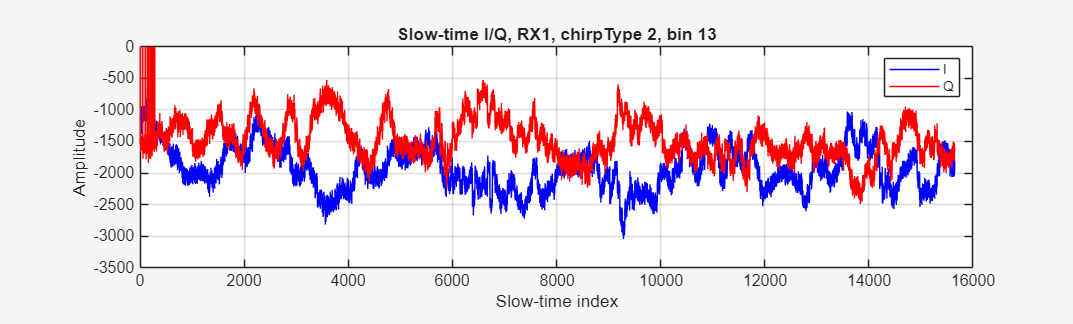 Slow-time I/Q, RX1, chirpType 2, bin 13
0
-500
-1000
-1500
-2000
-2500
-3000
-3500
Amplitude
I
Q
0 2000 4000 6000 8000 10000 12000 14000 16000
Slow-time index